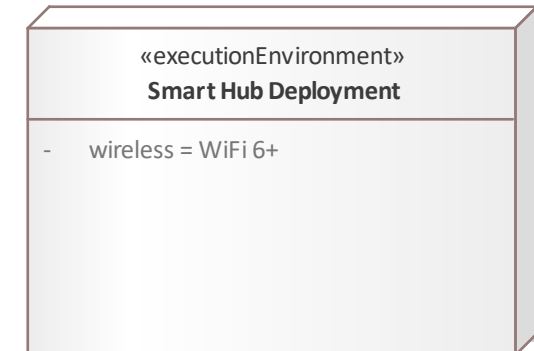 «executionEnvironment»
Smart Hub Deployment
- wireless = WiFi 6+